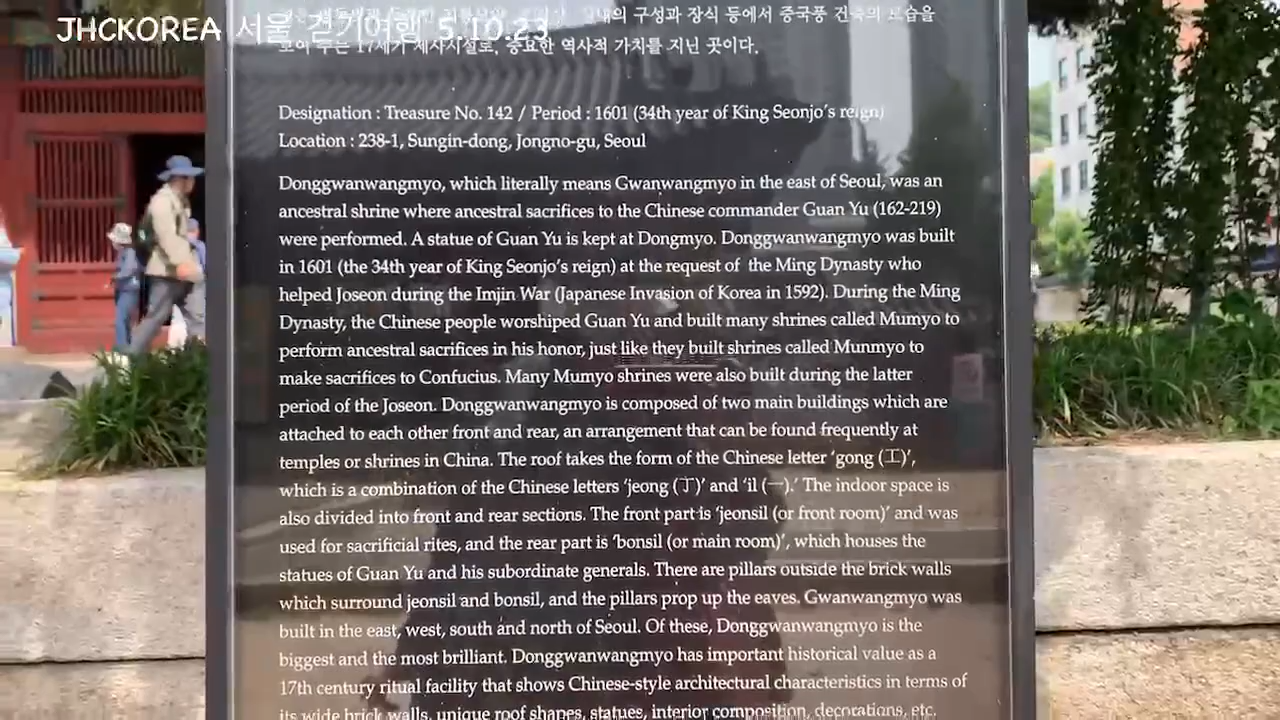 JHCKOREA 서울 걷기여행 5.10.23
구성과 장식 등에서 중국풍 건축의 모습을
보여 주는 17세기 제사시설로, 중요한 역사적 가치를 지닌 곳이다.
Designation : Treasure No. 142 / Period : 1601 (34th year of King Seonjo's reign)
Location : 238-1, Sungin-dong, Jongno-gu, Seoul
Donggwanwangmyo, which literally means Gwanwangmyo in the east of Seoul, was an
ancestral shrine where ancestral sacrifices to the Chinese commander Guan Yu (162-219)
were performed. A statue of Guan Yu is kept at Dongmyo. Donggwanwangmyo was built
in 1601 (the 34th year of King Seonjo's reign) at the request of the Ming Dynasty who
helped Joseon during the Imjin War (Japanese Invasion of Korea in 1592). During the Ming
Dynasty, the Chinese people worshiped Guan Yu and built many shrines called Mumyo to
perform ancestral sacrifices in his honor, just like they built shrines called Munmyo to
make sacrifices to Confucius. Many Mumyo shrines were also built during the latter
period of the Joseon. Donggwanwangmyo is composed of two main buildings which are
attached to each other front and rear, an arrangement that can be found frequently at
temples or shrines in China. The roof takes the form of the Chinese letter 'gong (工)',
which is a combination of the Chinese letters 'jeong (丁)' and 'il (一).' The indoor space is
also divided into front and rear sections. The front part is 'jeonsil (or front room)' and was
used for sacrificial rites, and the rear part is 'bonsil (or main room)', which houses the
statues of Guan Yu and his subordinate generals. There are pillars outside the brick walls
which surround jeonsil and bonsil, and the pillars prop up the eaves. Gwanwangmyo was
built in the east, west, south and north of Seoul. Of these, Donggwanwangmyo is the
biggest and the most brilliant. Donggwanwangmyo has important historical value as a
17th century ritual facility that shows Chinese-style architectural characteristics in terms of
its wide brick walls, unique roof shapes, statues, interior composition, decorations, etc.